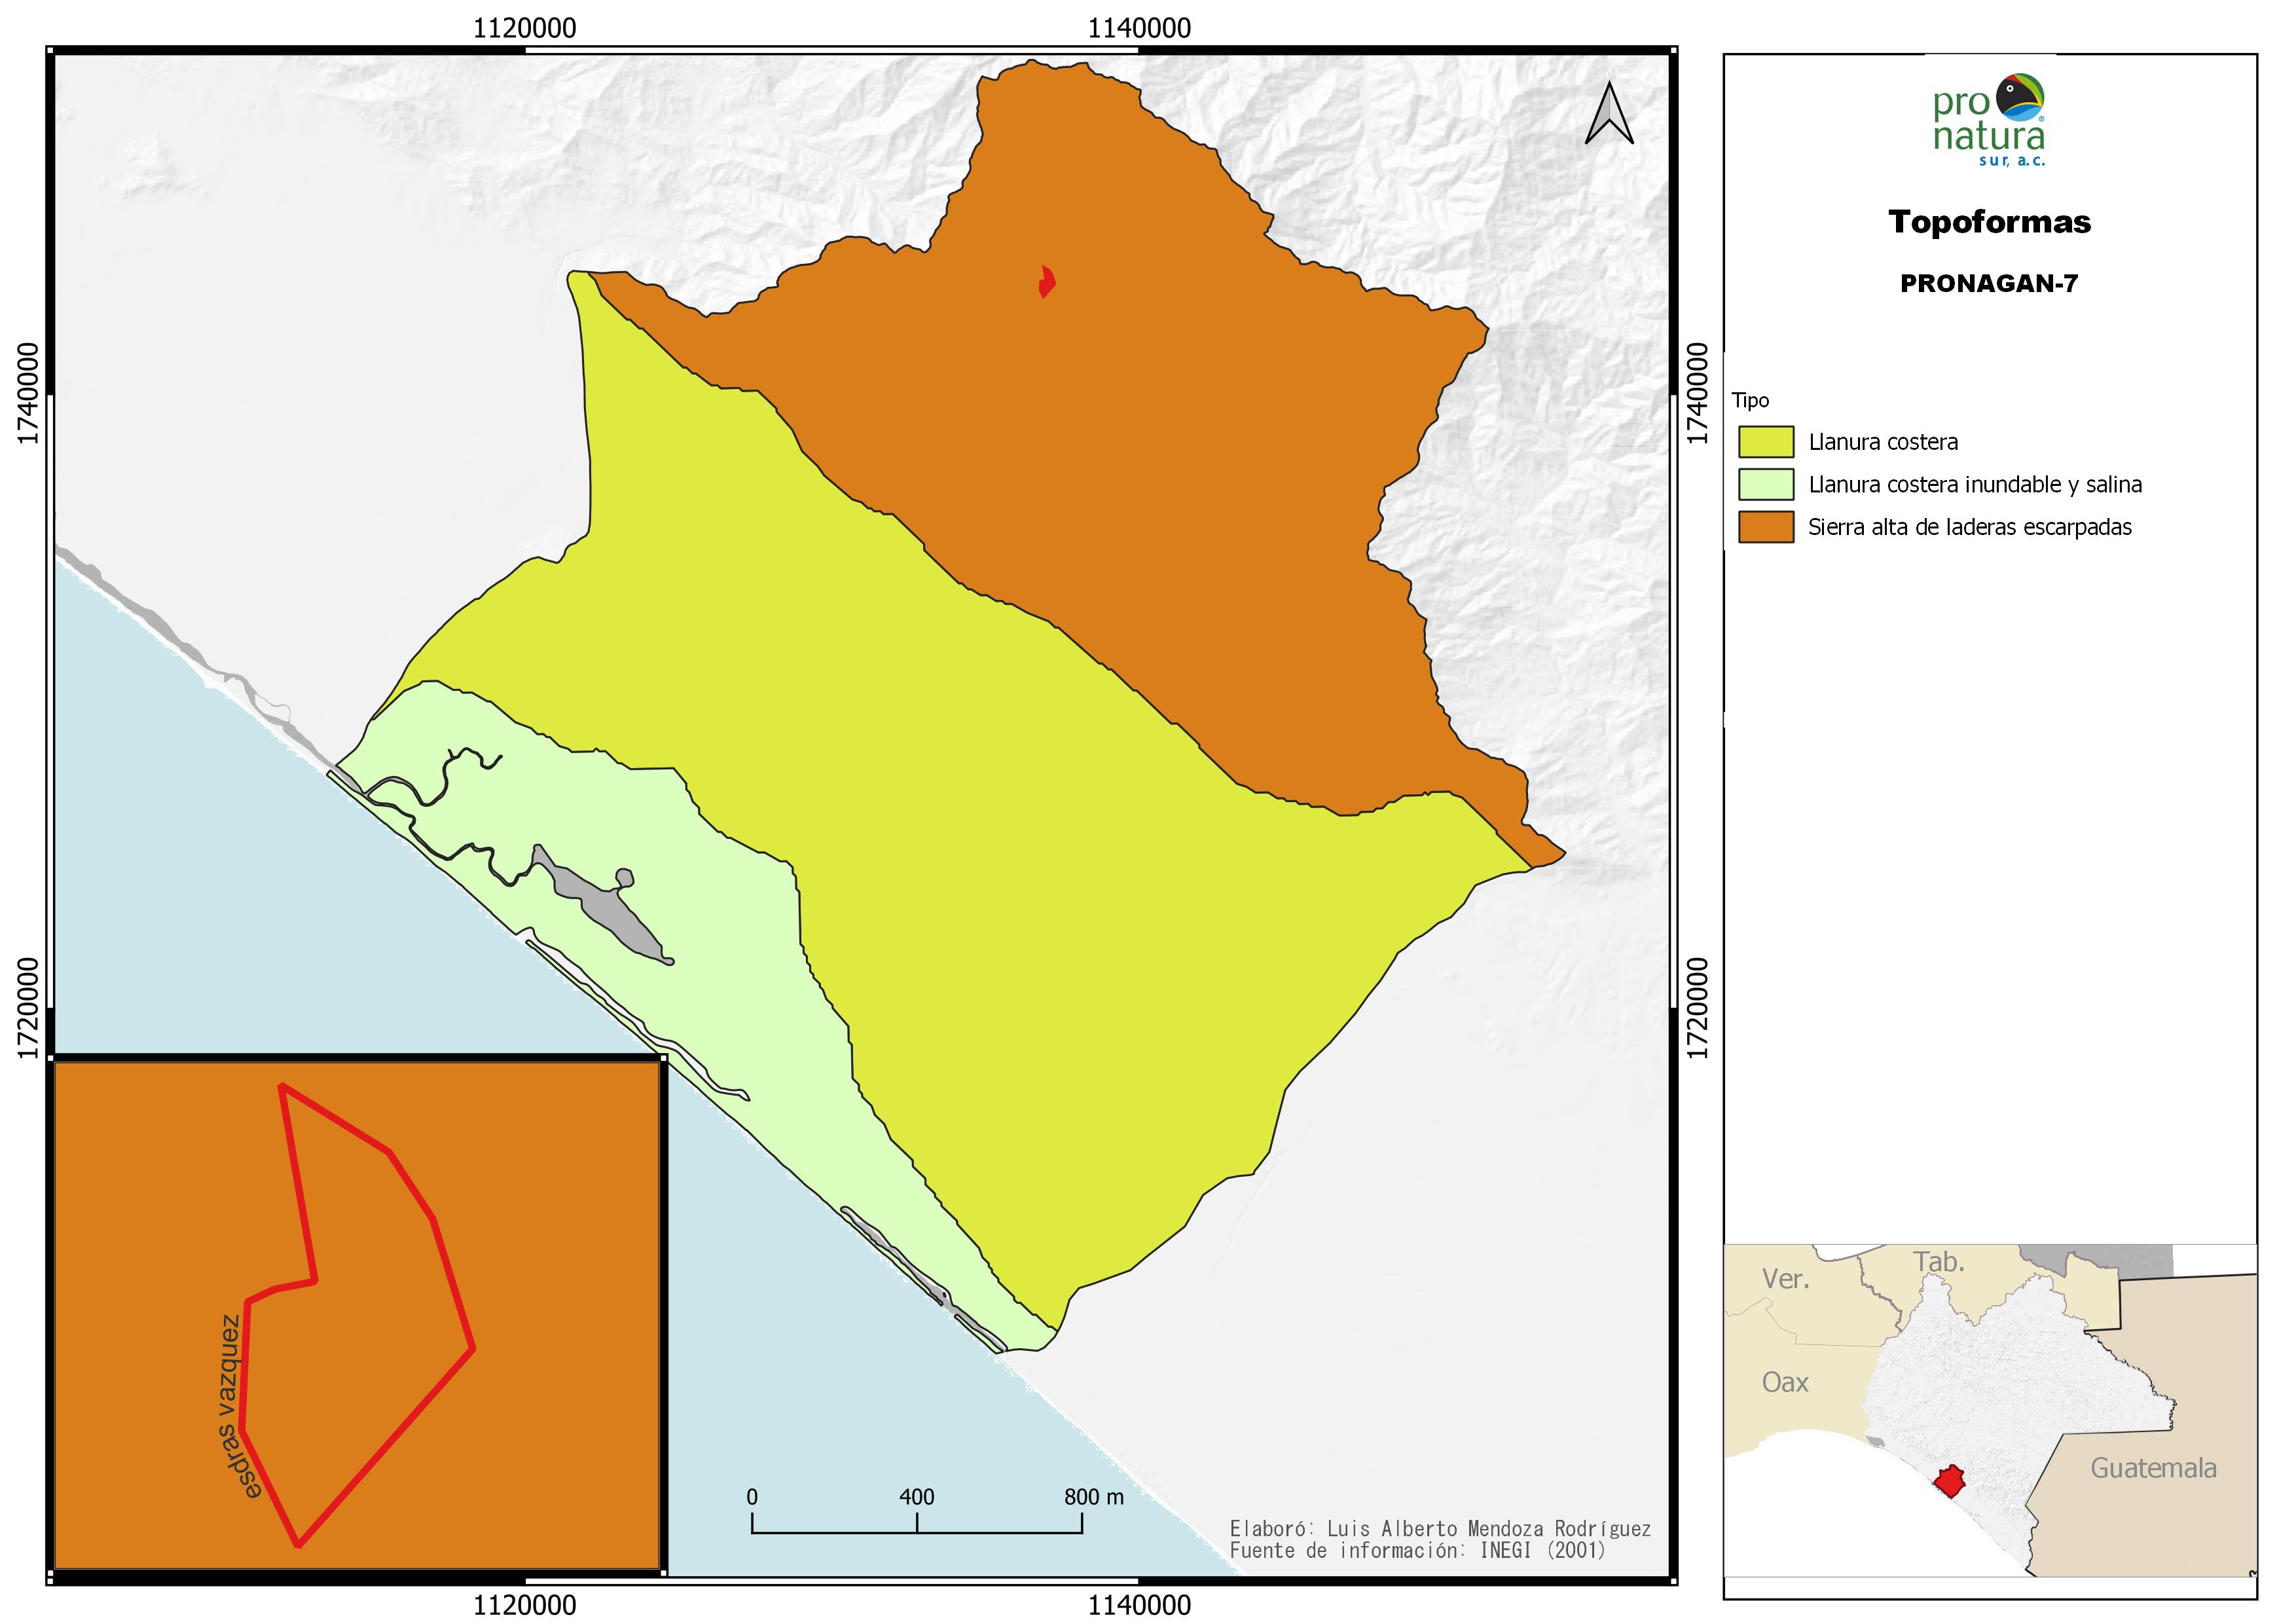 1120000
1140000
1740000
1740000
1720000
1720000
1120000
1140000
esdras vazquez
0 400 800 m
Elaboró: Luis Alberto Mendoza Rodríguez
Fuente de información: INEGI (2001)
pro
natura
®
sur, a.c.
Topoformas
PRONAGAN-7
Tipo
Llanura costera
Llanura costera inundable y salina
Sierra alta de laderas escarpadas
Ver.
Tab.
Oax
Guatemala